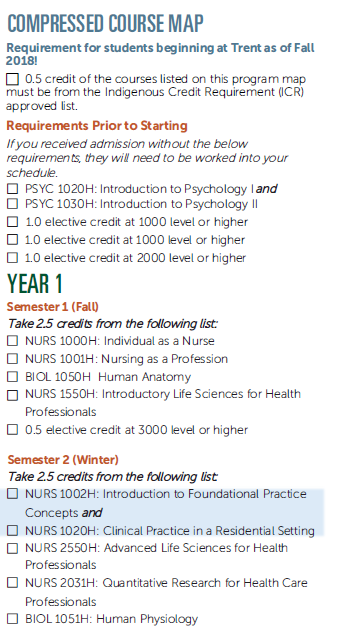 COMPRESSED COURSE MAP
Requirement for students beginning at Trent as of Fall
2018!
0.5 credit of the courses listed on this program map
must be from the Indigenous Credit Requirement (ICR)
approved list.
Requirements Prior to Starting
If you received admission without the below
requirements, they will need to be worked into your
schedule.
PSYC 1020H: Introduction to Psychology I and
PSYC 1030H: Introduction to Psychology II
1.0 elective credit at 1000 level or higher
1.0 elective credit at 1000 level or higher
1.0 elective credit at 2000 level or higher
YEAR 1
Semester 1 (Fall)
Take 2.5 credits from the following list:
NURS 1000H: Individual as a Nurse
NURS 1001H: Nursing as a Profession
BIOL 1050H Human Anatomy
NURS 1550H: Introductory Life Sciences for Health
Professionals
0.5 elective credit at 3000 level or higher
Semester 2 (Winter)
Take 2.5 credits from the following list:
NURS 1002H: Introduction to Foundational Practice
Concepts and
NURS 1020H: Clinical Practice in a Residential Setting
NURS 2550H: Advanced Life Sciences for Health
Professionals
NURS 2031H: Quantitative Research for Health Care
Professionals
BIOL 1051H: Human Physiology